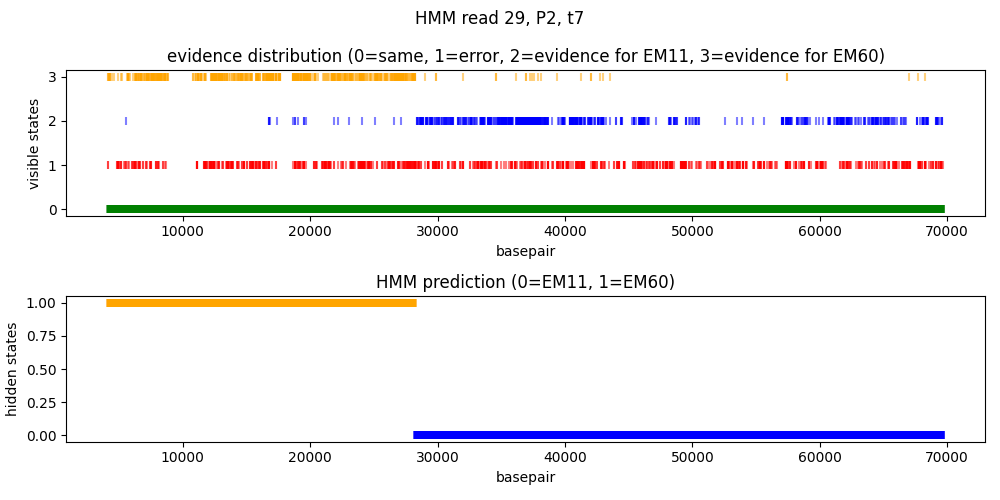 HMM read 29, P2, t7
evidence distribution (0=same, 1=error, 2=evidence for EM11, 3=evidence for EM60)
visible states
3
2
1
0
10000 20000 30000 40000 50000 60000 70000
basepair
HMM prediction (0=EM11, 1=EM60)
hidden states
1.00
0.75
0.50
0.25
0.00
10000 20000 30000 40000 50000 60000 70000
basepair